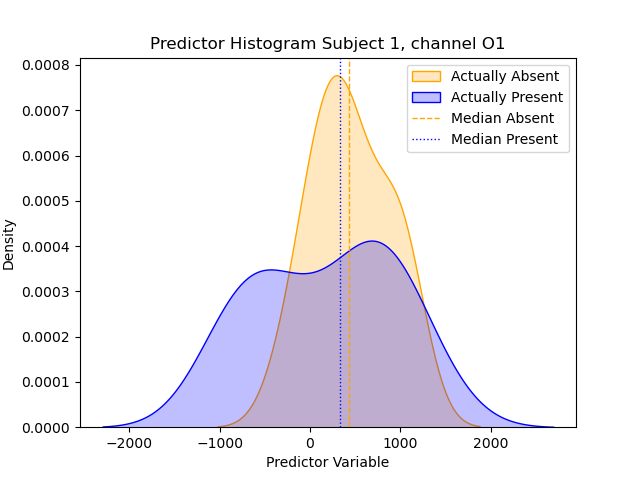 Predictor Histogram Subject 1, channel O1
0.0008
0.0007
0.0006
0.0005
0.0004
0.0003
0.0002
0.0001
0.0000
Density
Actually Absent
Actually Present
Median Absent
Median Present
−2000 −1000 0 1000 2000
Predictor Variable